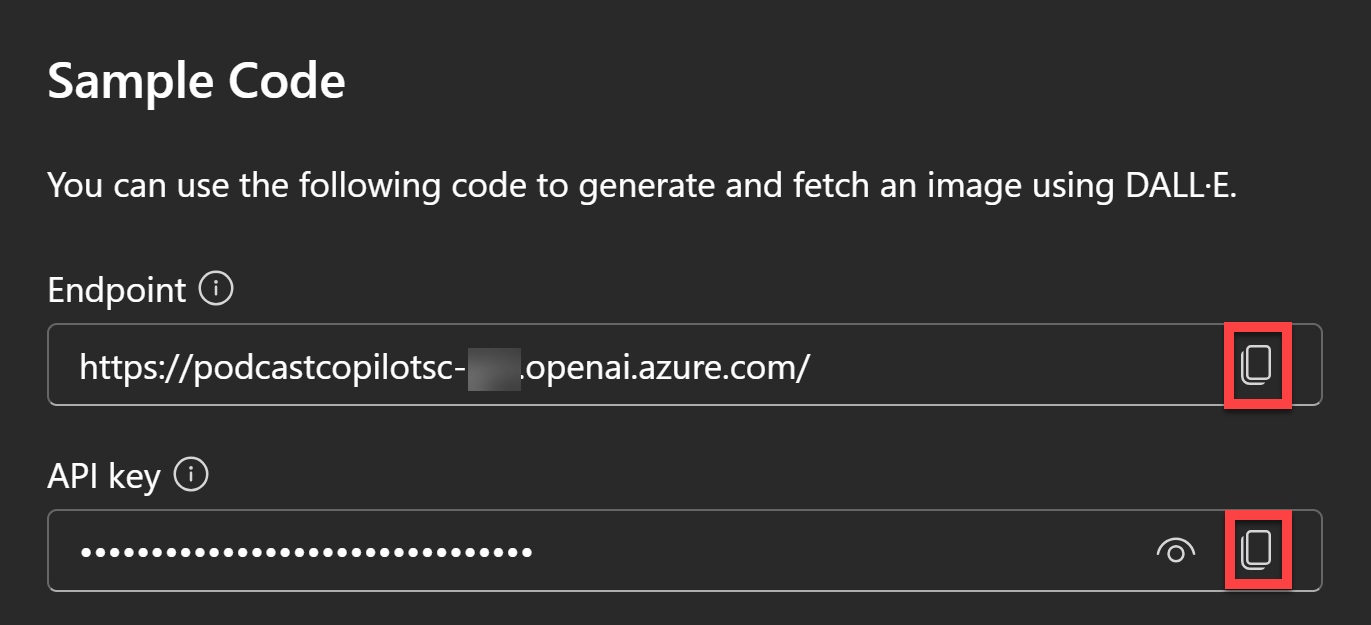 Sample Code
You can use the following code to generate and fetch an image using DALL·E.
Endpoint
https://podcastcopilotsc-.openai.azure.com/
API key
••••••••••••••••••••••••••••••••